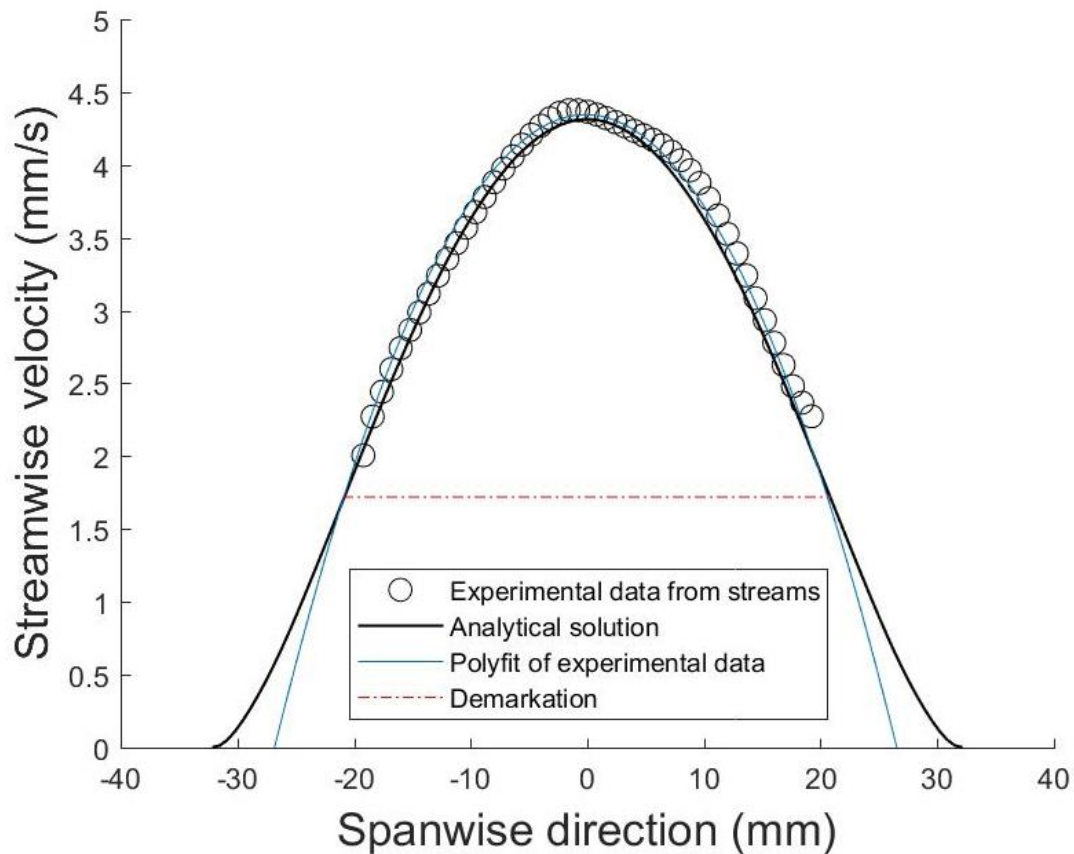 5
4.5
4
3.5
3
2.5
2
1.5
1
0.5
0
Streamwise velocity (mm/s)
Experimental data from streams
Analytical solution
Polyfit of experimental data
Demarkation
-40 -30 -20 -10 0 10 20 30 40
Spanwise direction (mm)